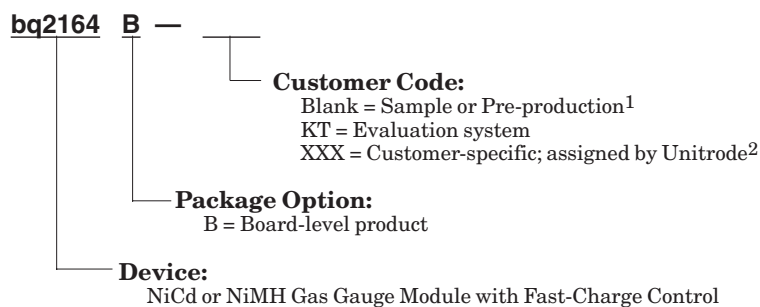 bq2164 B —
Customer Code:
Blank = Sample or Pre-production1
KT = Evaluation system
XXX = Customer-specific; assigned by Unitrode2
Package Option:
B = Board-level product
Device:
NiCd or NiMH Gas Gauge Module with Fast-Charge Control